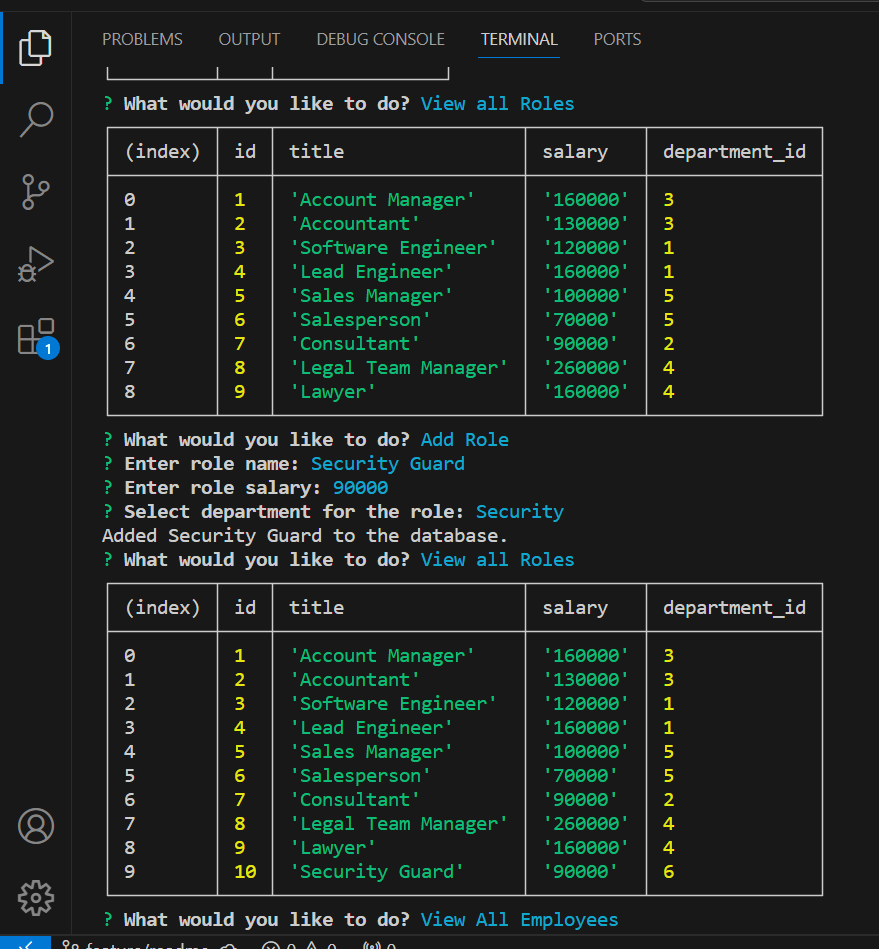 PROBLEMS OUTPUT DEBUG CONSOLE TERMINAL PORTS
? What would you like to do? View all Roles
(index) id title salary department_id
0 1 'Account Manager' '160000' 3
1 2 'Accountant' '130000' 3
2 3 'Software Engineer' '120000' 1
3 4 'Lead Engineer' '160000' 1
4 5 'Sales Manager' '100000' 5
5 6 'Salesperson' '70000' 5
6 7 'Consultant' '90000' 2
7 8 'Legal Team Manager' '260000' 4
8 9 'Lawyer' '160000' 4
? What would you like to do? Add Role
? Enter role name: Security Guard
? Enter role salary: 90000
? Select department for the role: Security
Added Security Guard to the database.
? What would you like to do? View all Roles
(index) id title salary department_id
0 1 'Account Manager' '160000' 3
1 2 'Accountant' '130000' 3
2 3 'Software Engineer' '120000' 1
3 4 'Lead Engineer' '160000' 1
4 5 'Sales Manager' '100000' 5
5 6 'Salesperson' '70000' 5
6 7 'Consultant' '90000' 2
7 8 'Legal Team Manager' '260000' 4
8 9 'Lawyer' '160000' 4
9 10 'Security Guard' '90000' 6
? What would you like to do? View All Employees
1
feature/readme 0 0 0